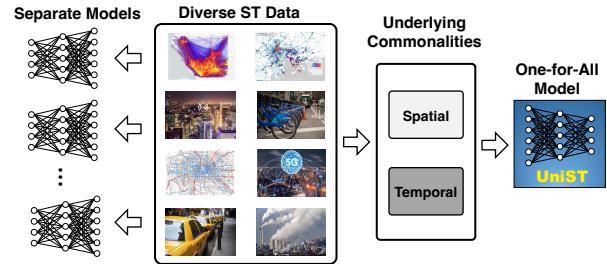 Separate Models
Diverse ST Data
Underlying
Commonalities
One-for-All
Model
Spatial
Temporal
5G
UniST